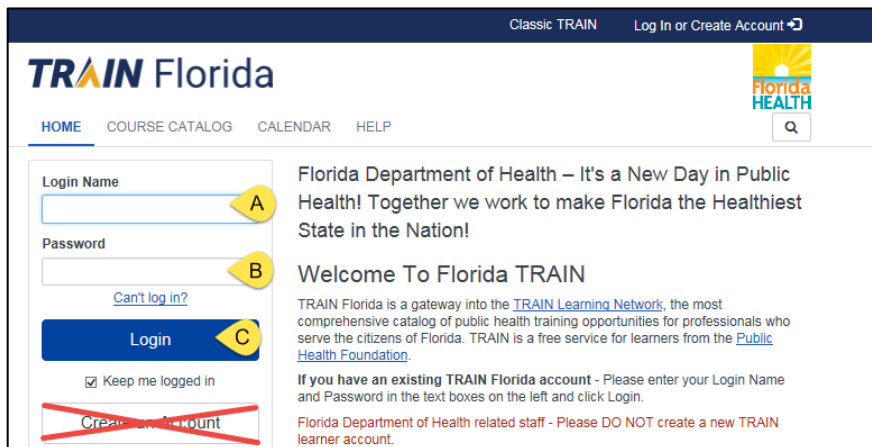 Classic TRAIN Log In or Create Account
TRAIN Florida
Florida
HEALTH
HOME COURSE CATALOG CALENDAR HELP
Login Name
A
Password
B
Can't log in?
Login
C
Keep me logged in
Create an Account
Florida Department of Health – It's a New Day in Public
Health! Together we work to make Florida the Healthiest
State in the Nation!
Welcome To Florida TRAIN
TRAIN Florida is a gateway into the TRAIN Learning Network, the most
comprehensive catalog of public health training opportunities for professionals who
serve the citizens of Florida. TRAIN is a free service for learners from the Public
Health Foundation.
If you have an existing TRAIN Florida account - Please enter your Login Name
and Password in the text boxes on the left and click Login.
Florida Department of Health related staff - Please DO NOT create a new TRAIN
learner account.